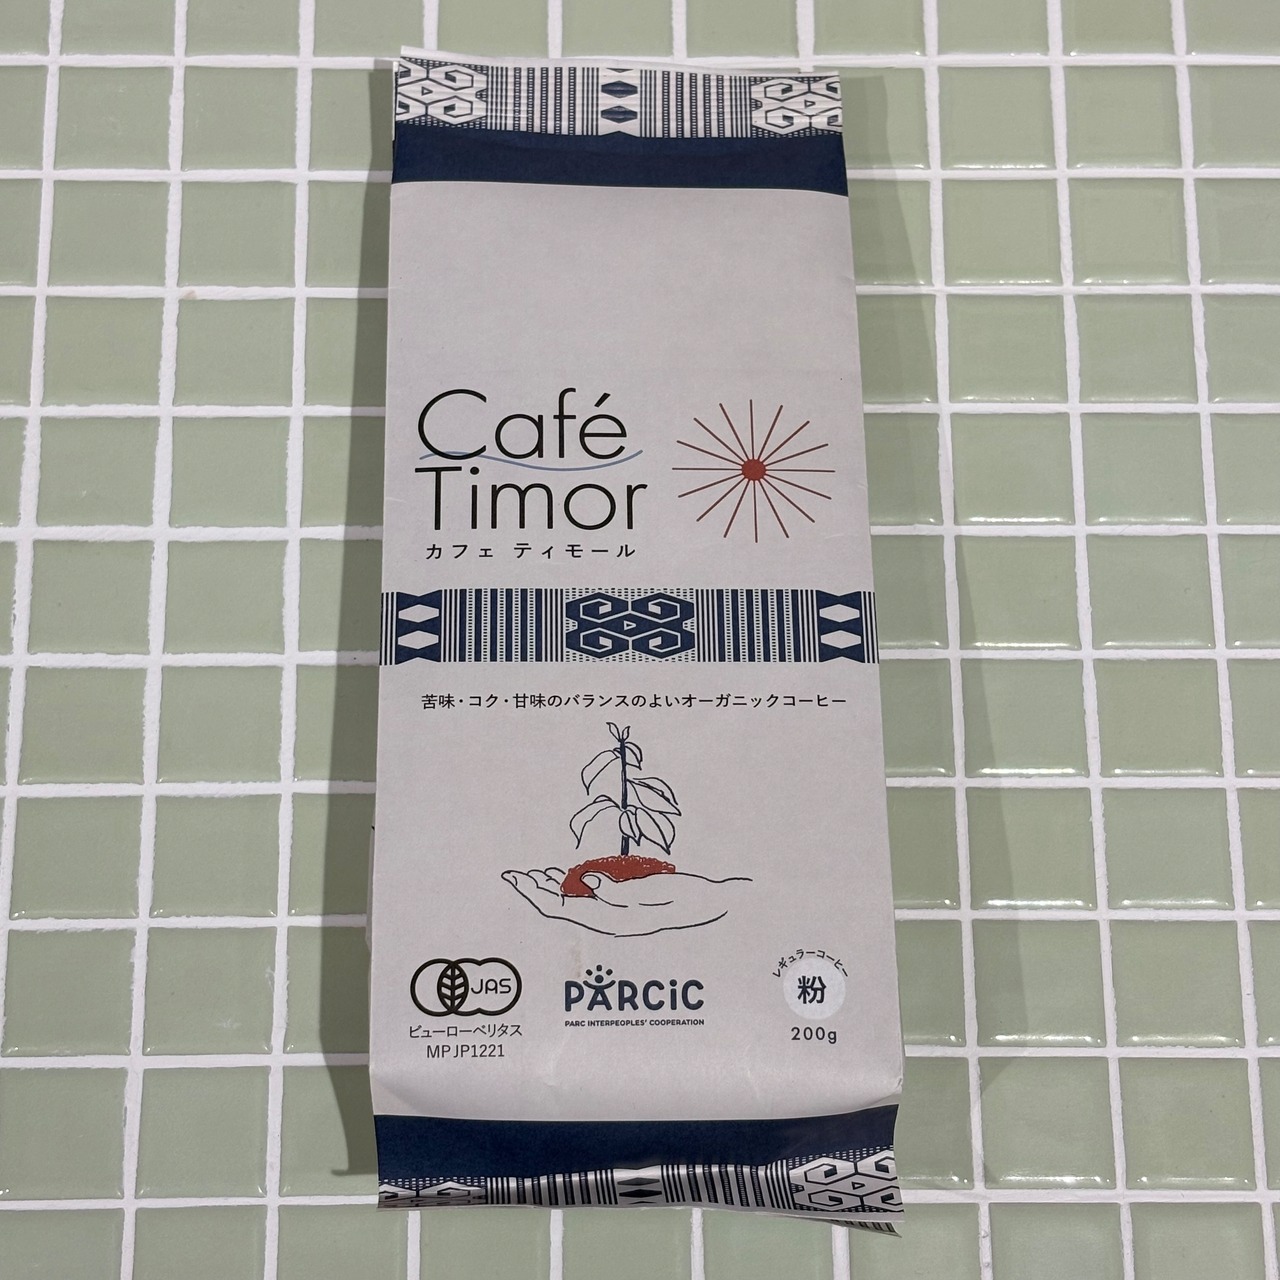 Café
Timor
カフェ ティモール
苦味・コク・甘味のバランスのよいオーガニックコーヒー
JAS
ビューローベリタス
MP JP1221
PARCiC
PARC INTERPEOPLES' COOPERATION
レギュラーコーヒー
粉
200g